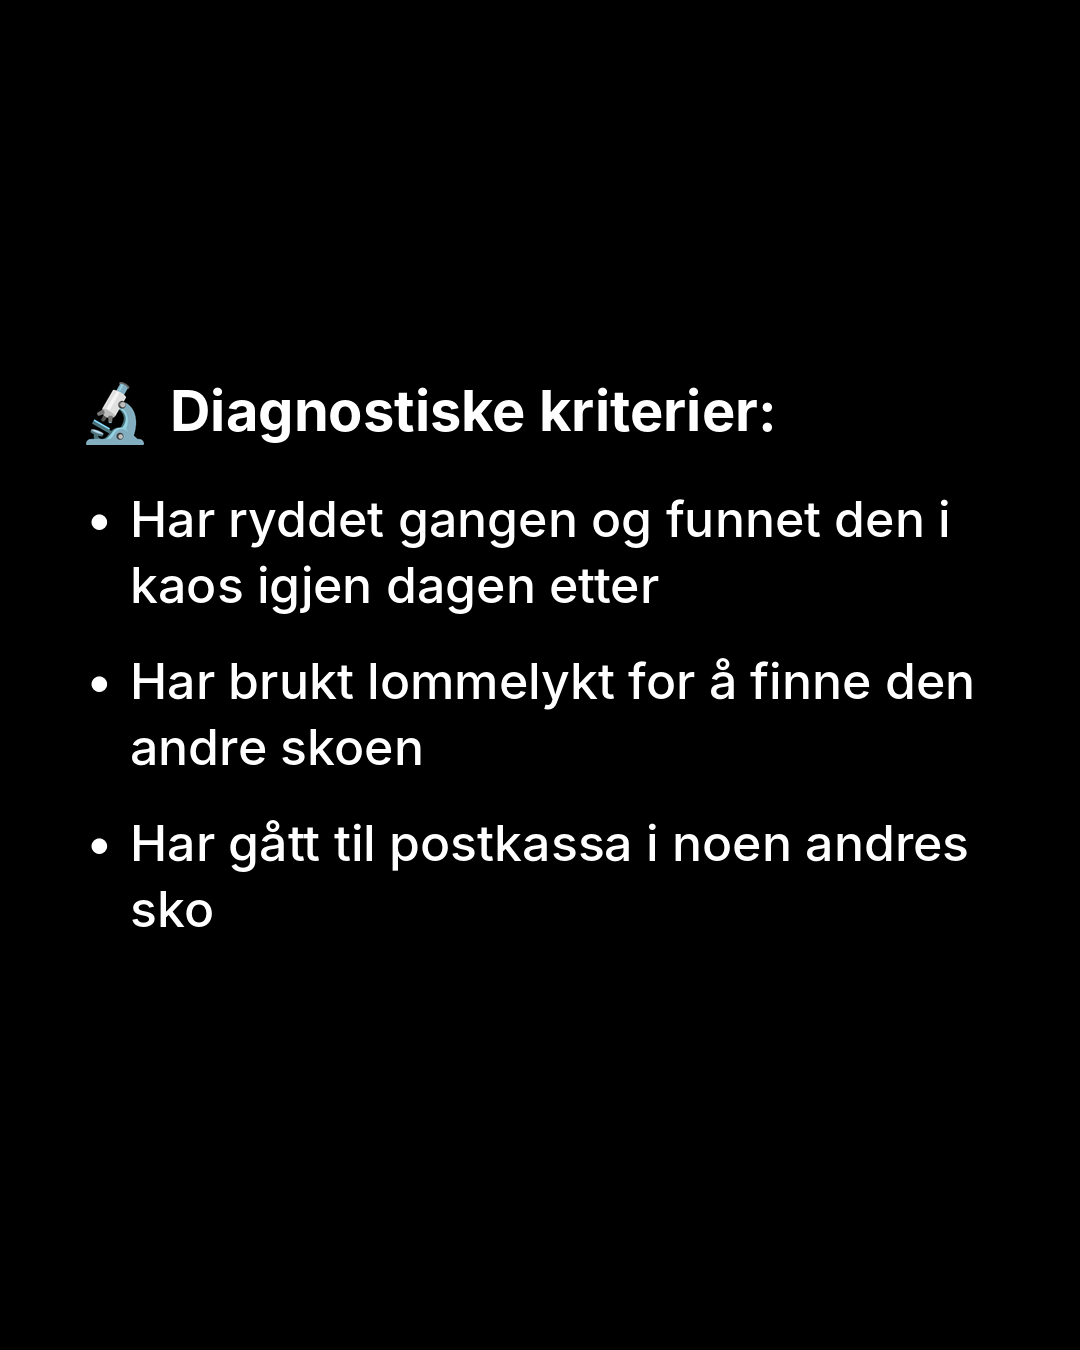 🔬 Diagnostiske kriterier:
• Har ryddet gangen og funnet den i
kaos igjen dagen etter
• Har brukt lommelykt for å finne den
andre skoen
• Har gått til postkassa i noen andres
sko